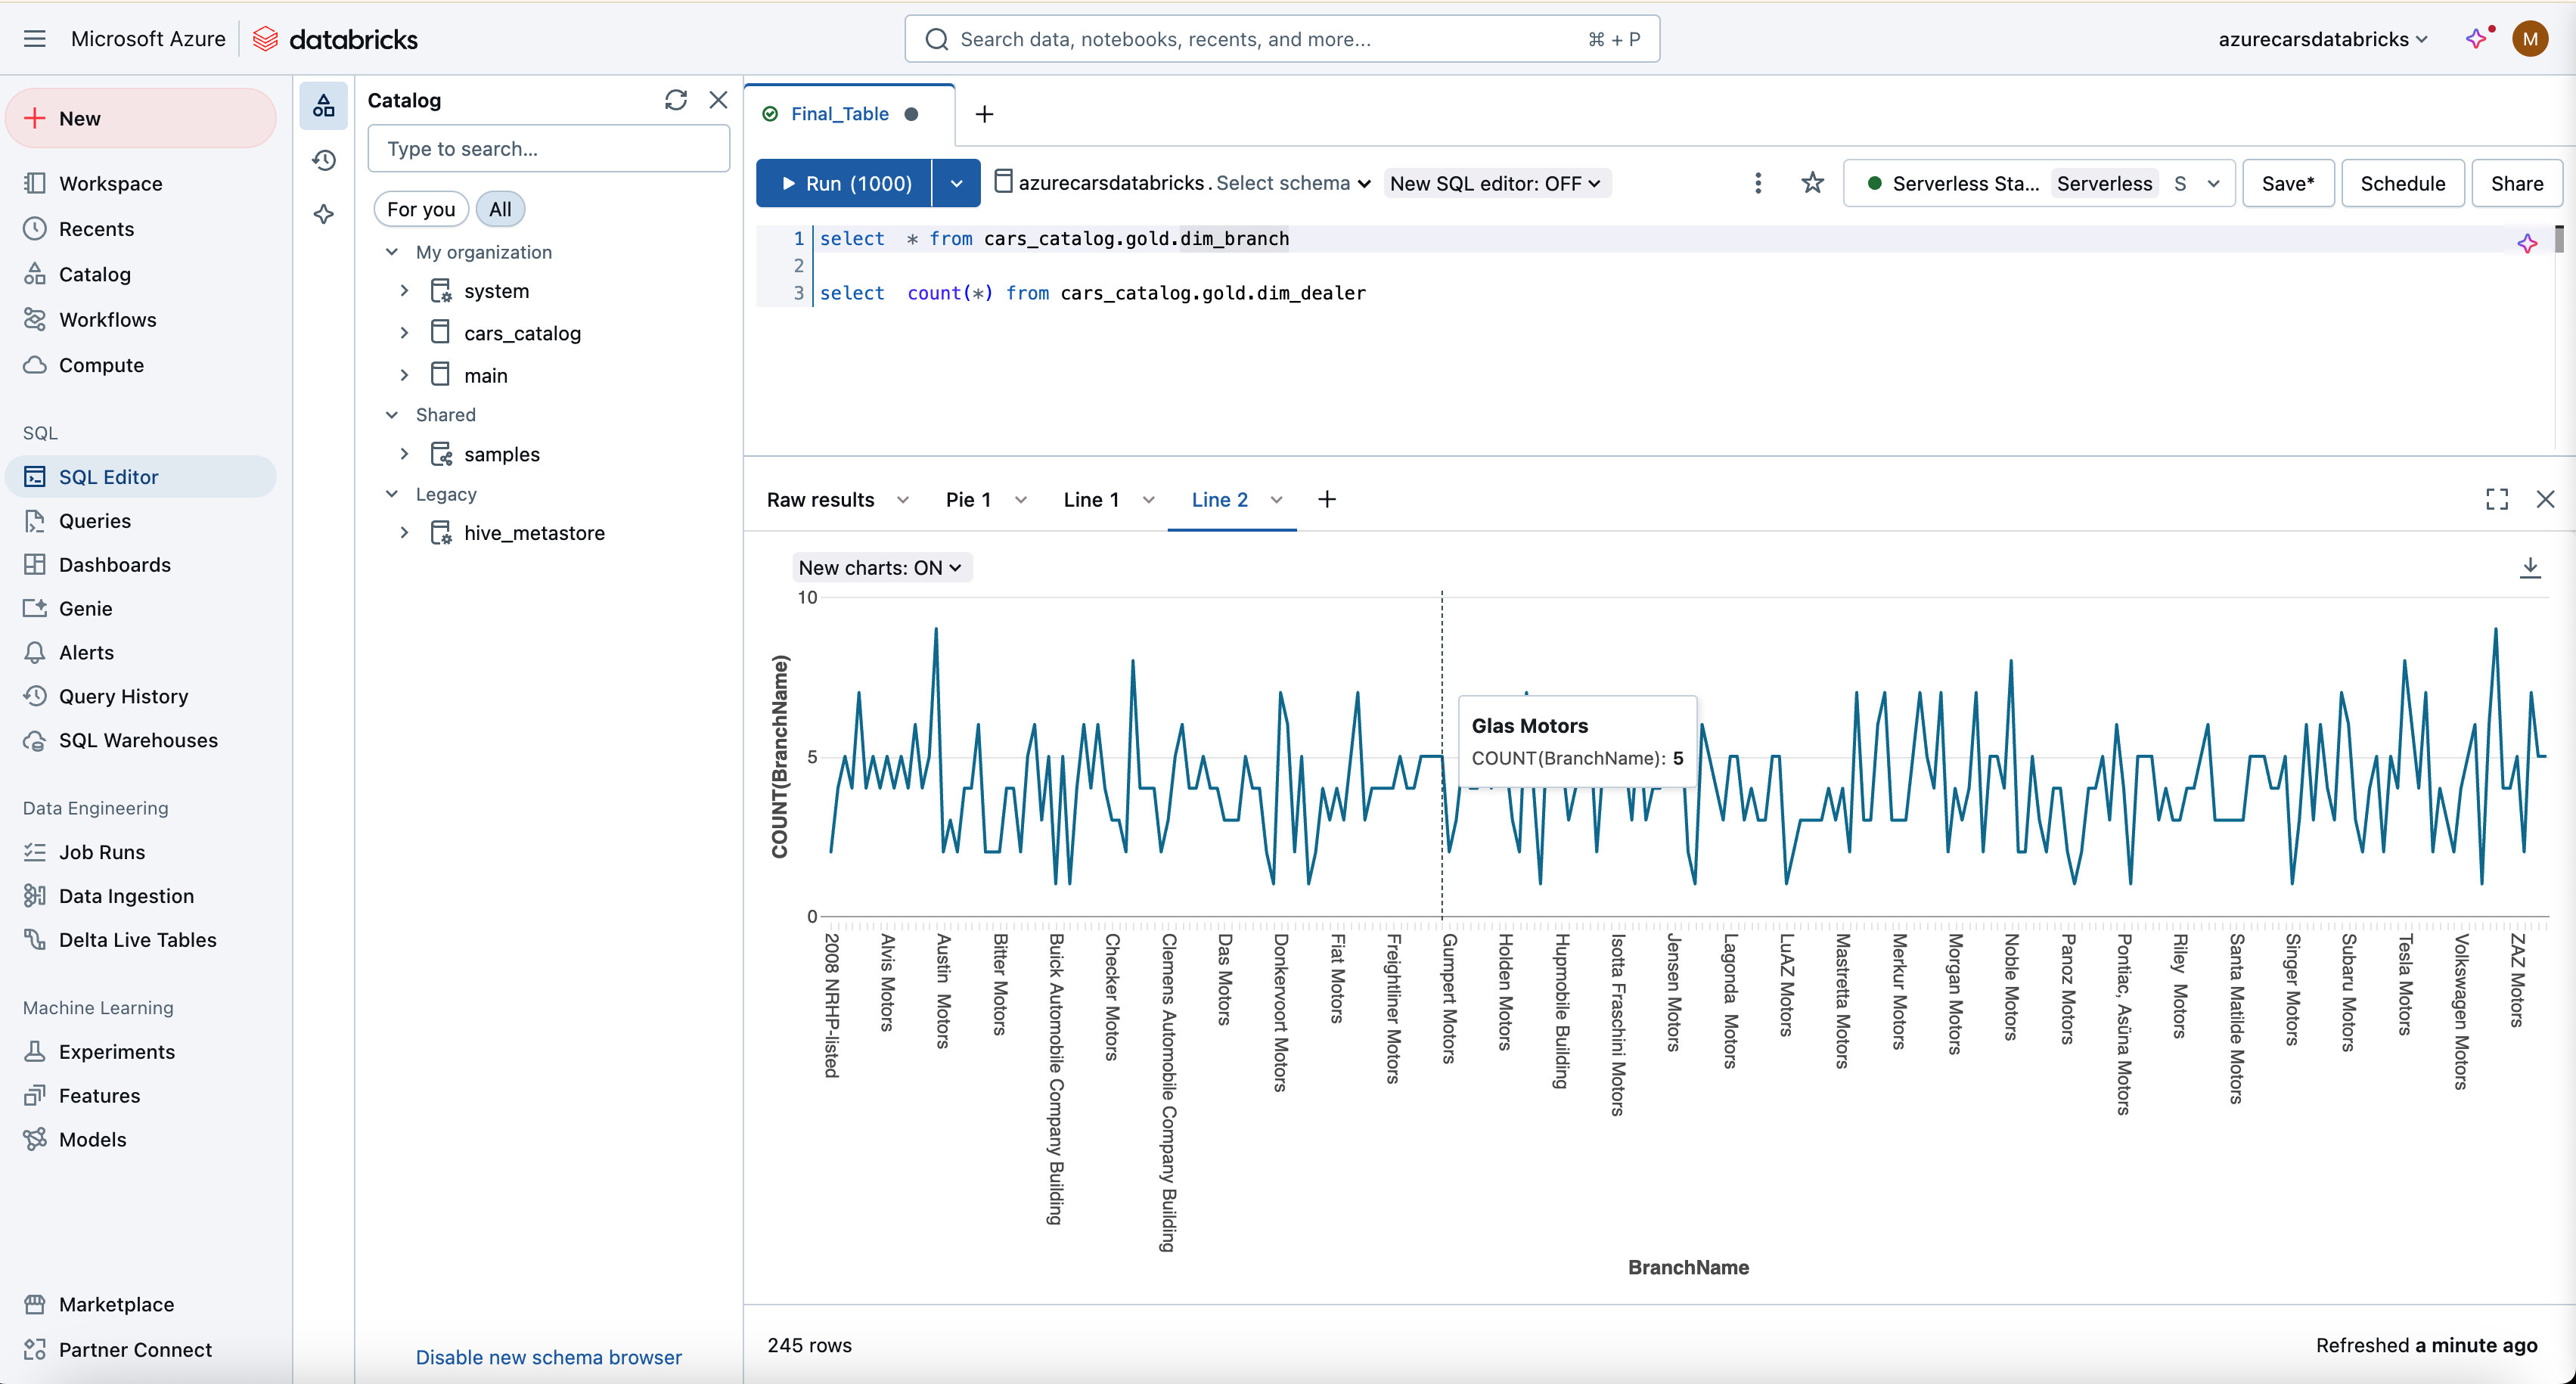 Microsoft Azure
databricks
Search data, notebooks, recents, and more...
⌘ + P
azurecarsdatabricks
M
New
Workspace
Recents
Catalog
Workflows
Compute
SQL
SQL Editor
Queries
Dashboards
Genie
Alerts
Query History
SQL Warehouses
Data Engineering
Job Runs
Data Ingestion
Delta Live Tables
Machine Learning
Experiments
Features
Models
Marketplace
Partner Connect
Catalog
Type to search...
For you
All
My organization
system
cars_catalog
main
Shared
samples
Legacy
hive_metastore
Disable new schema browser
Final_Table
Run (1000)
azurecarsdatabricks. Select schema
New SQL editor: OFF
Serverless Sta... Serverless S
Save*
Schedule
Share
1 select * from cars_catalog.gold.dim_branch
2
3 select count(*) from cars_catalog.gold.dim_dealer
Raw results
Pie 1
Line 1
Line 2
New charts: ON
COUNT(BranchName)
10
5
0
Glas Motors
COUNT(BranchName): 5
2008 NRHP-listed
Alvis Motors
Austin Motors
Bitter Motors
Buick Automobile Company Building
Checker Motors
Clemens Automobile Company Building
Das Motors
Donkervoort Motors
Fiat Motors
Freightliner Motors
Gumpert Motors
Holden Motors
Hupmobile Building
Isotta Fraschini Motors
Jensen Motors
Lagonda Motors
LuAZ Motors
Mastretta Motors
Merkur Motors
Morgan Motors
Noble Motors
Panoz Motors
Pontiac, Asüna Motors
Riley Motors
Santa Matilde Motors
Singer Motors
Subaru Motors
Tesla Motors
Volkswagen Motors
ZAZ Motors
BranchName
245 rows
Refreshed a minute ago